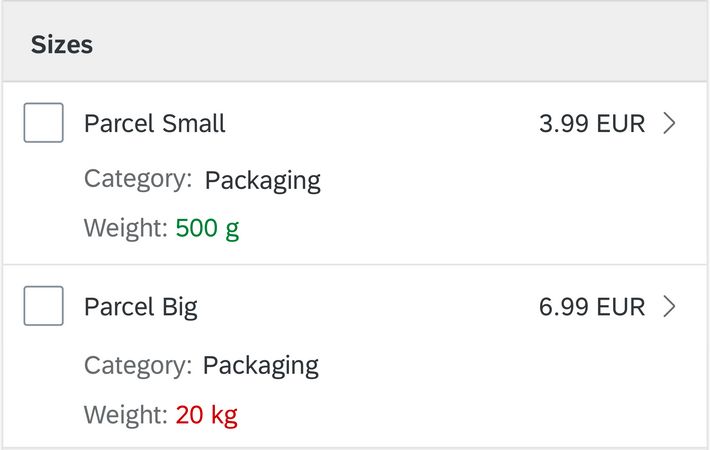 Sizes
Parcel Small 3.99 EUR
Category: Packaging
Weight: 500 g
Parcel Big 6.99 EUR
Category: Packaging
Weight: 20 kg